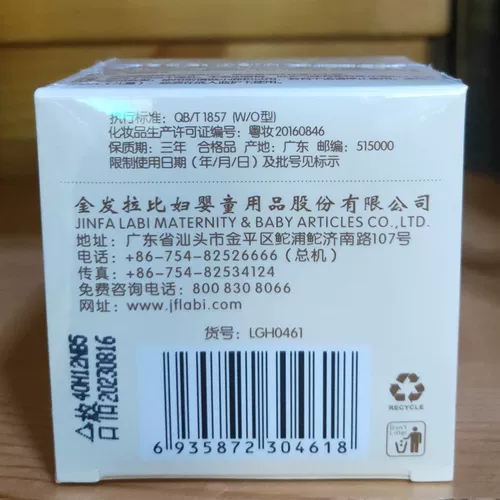 执行标准：QB/T 1857 (W/O型)
化妆品生产许可证编号：粤妆20160846
保质期：三年 合格品 产地：广东 邮编：515000
限制使用日期（年/月/日）及批号见标示
金发拉比妇婴童用品股份有限公司
JINFA LABI MATERNITY & BABY ARTICLES CO.,LTD.
地址：广东省汕头市金平区鮀浦鮀济南路107号
电话：+86-754-82526666（总机）
传真：+86-754-82534124
免费咨询电话：800 830 8066
网址：www.jflabi.com
货号：LGH0461
6 935872 304618
RECYCLE
Don't
Litter
40H12NB5
20230816